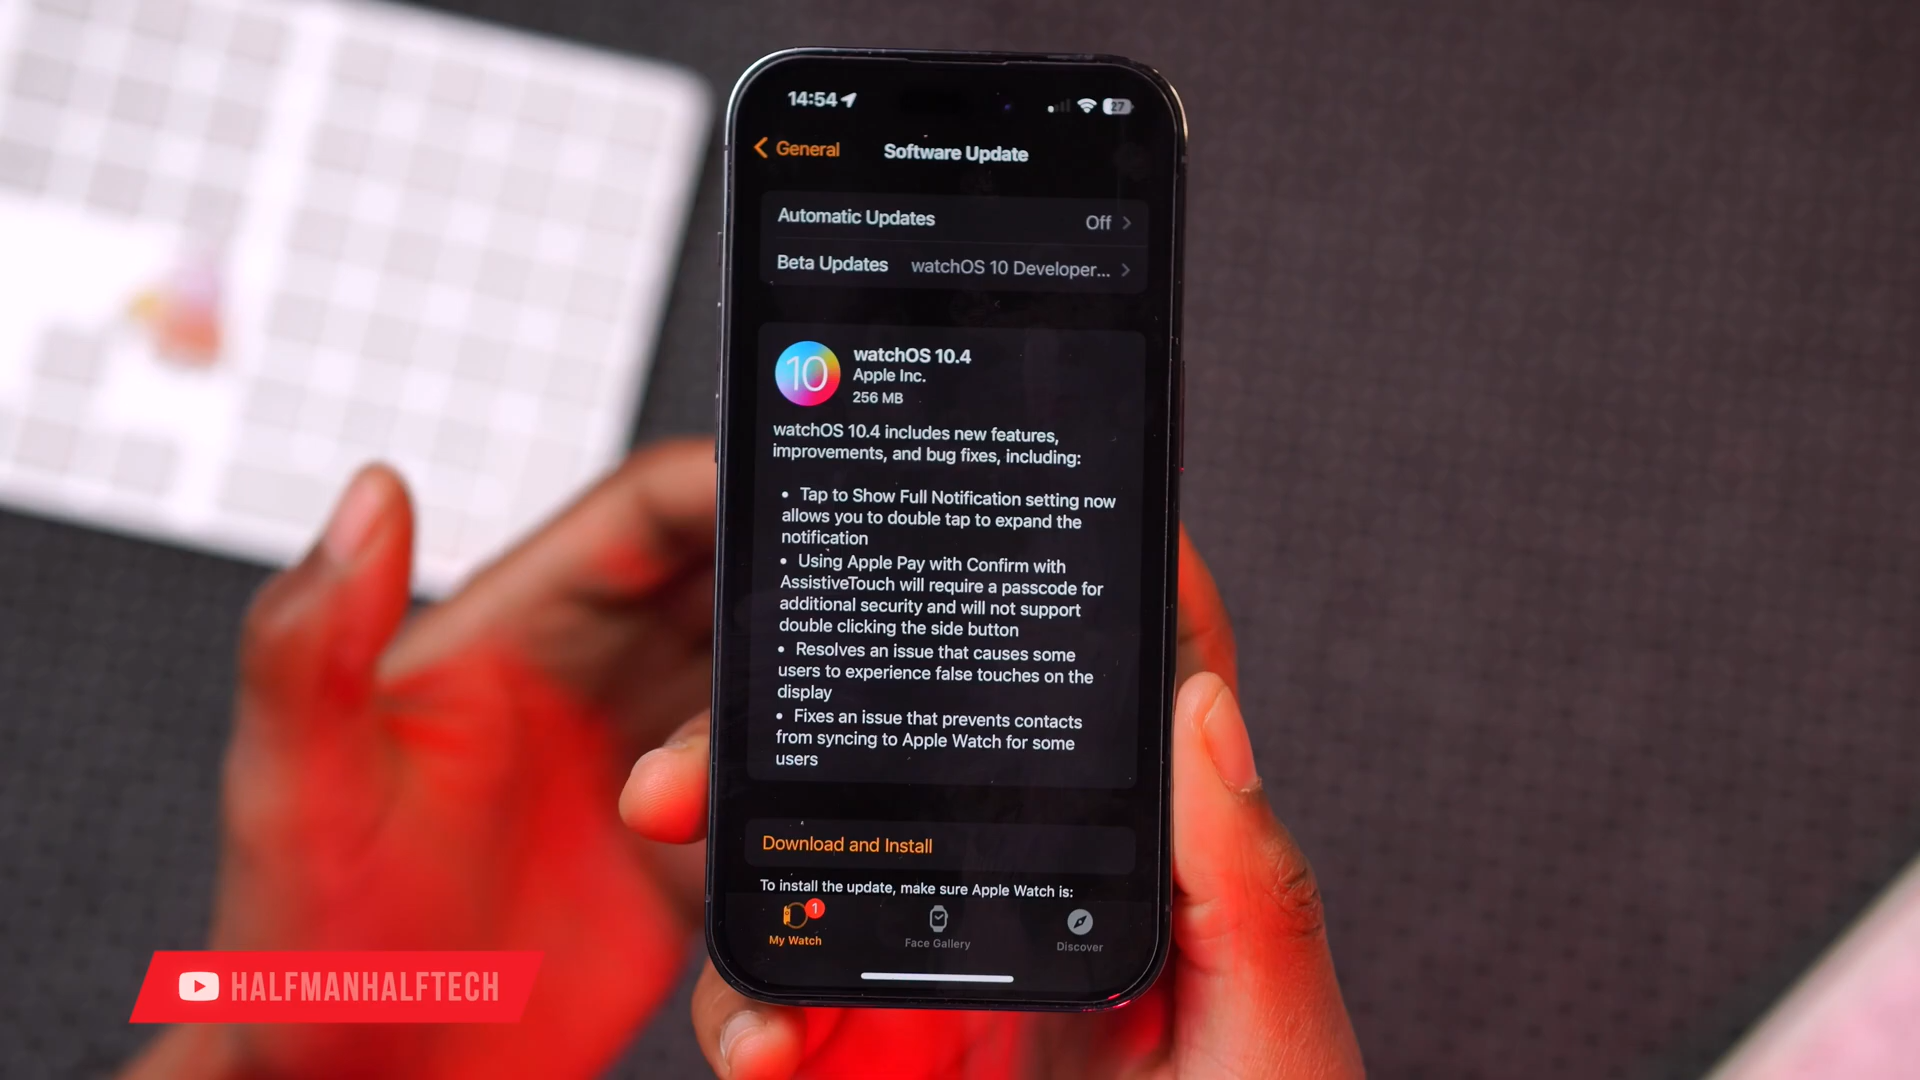 14:54
27
General
Software Update
Automatic Updates Off
Beta Updates watchOS 10 Developer...
10
watchOS 10.4
Apple Inc.
256 MB
watchOS 10.4 includes new features,
improvements, and bug fixes, including:
• Tap to Show Full Notification setting now
allows you to double tap to expand the
notification
• Using Apple Pay with Confirm with
AssistiveTouch will require a passcode for
additional security and will not support
double clicking the side button
• Resolves an issue that causes some
users to experience false touches on the
display
• Fixes an issue that prevents contacts
from syncing to Apple Watch for some
users
Download and Install
To install the update, make sure Apple Watch is:
1
My Watch
Face Gallery
Discover
HALFMANHALFTECH